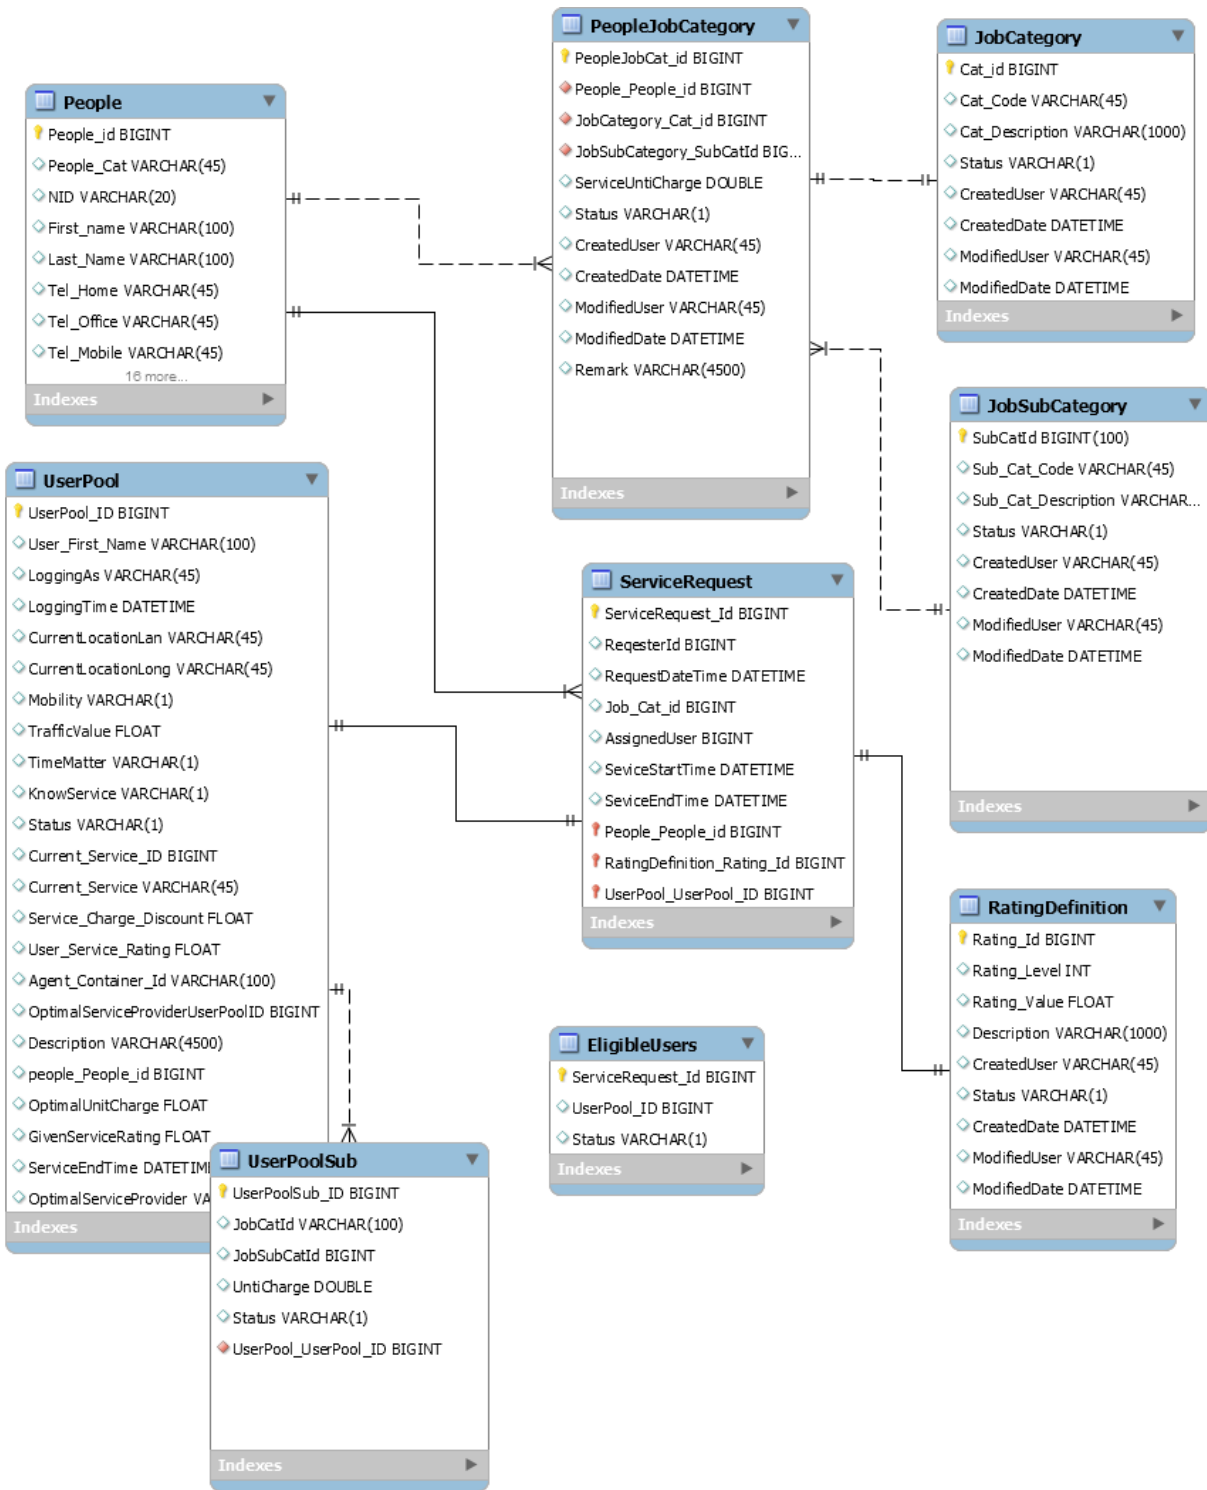 People
People_id BIGINT
People_Cat VARCHAR(45)
NID VARCHAR(20)
First_name VARCHAR(100)
Last_Name VARCHAR(100)
Tel_Home VARCHAR(45)
Tel_Office VARCHAR(45)
Tel_Mobile VARCHAR(45)
16 more...
Indexes
PeopleJobCategory
PeopleJobCat_id BIGINT
People_People_id BIGINT
JobCategory_Cat_id BIGINT
JobSubCategory_SubCatId BIG...
ServiceUntiCharge DOUBLE
Status VARCHAR(1)
CreatedUser VARCHAR(45)
CreatedDate DATETIME
ModifiedUser VARCHAR(45)
ModifiedDate DATETIME
Remark VARCHAR(4500)
Indexes
JobCategory
Cat_id BIGINT
Cat_Code VARCHAR(45)
Cat_Description VARCHAR(1000)
Status VARCHAR(1)
CreatedUser VARCHAR(45)
CreatedDate DATETIME
ModifiedUser VARCHAR(45)
ModifiedDate DATETIME
Indexes
JobSubCategory
SubCatId BIGINT(100)
Sub_Cat_Code VARCHAR(45)
Sub_Cat_Description VARCHAR...
Status VARCHAR(1)
CreatedUser VARCHAR(45)
CreatedDate DATETIME
ModifiedUser VARCHAR(45)
ModifiedDate DATETIME
Indexes
UserPool
UserPool_ID BIGINT
User_First_Name VARCHAR(100)
LoggingAs VARCHAR(45)
LoggingTime DATETIME
CurrentLocationLan VARCHAR(45)
CurrentLocationLong VARCHAR(45)
Mobility VARCHAR(1)
TrafficValue FLOAT
TimeMatter VARCHAR(1)
KnowService VARCHAR(1)
Status VARCHAR(1)
Current_Service_ID BIGINT
Current_Service VARCHAR(45)
Service_Charge_Discount FLOAT
User_Service_Rating FLOAT
Agent_Container_Id VARCHAR(100)
OptimalServiceProviderUserPoolID BIGINT
Description VARCHAR(4500)
people_People_id BIGINT
OptimalUnitCharge FLOAT
GivenServiceRating FLOAT
ServiceEndTime DATETIM
OptimalServiceProvider VA
Indexes
ServiceRequest
ServiceRequest_Id BIGINT
ReqesterId BIGINT
RequestDateTime DATETIME
Job_Cat_id BIGINT
AssignedUser BIGINT
SeviceStartTime DATETIME
SeviceEndTime DATETIME
People_People_id BIGINT
RatingDefinition_Rating_Id BIGINT
UserPool_UserPool_ID BIGINT
Indexes
RatingDefinition
Rating_Id BIGINT
Rating_Level INT
Rating_Value FLOAT
Description VARCHAR(1000)
CreatedUser VARCHAR(45)
Status VARCHAR(1)
CreatedDate DATETIME
ModifiedUser VARCHAR(45)
ModifiedDate DATETIME
Indexes
EligibleUsers
ServiceRequest_Id BIGINT
UserPool_ID BIGINT
Status VARCHAR(1)
Indexes
UserPoolSub
UserPoolSub_ID BIGINT
JobCatId VARCHAR(100)
JobSubCatId BIGINT
UntiCharge DOUBLE
Status VARCHAR(1)
UserPool_UserPool_ID BIGINT
Indexes